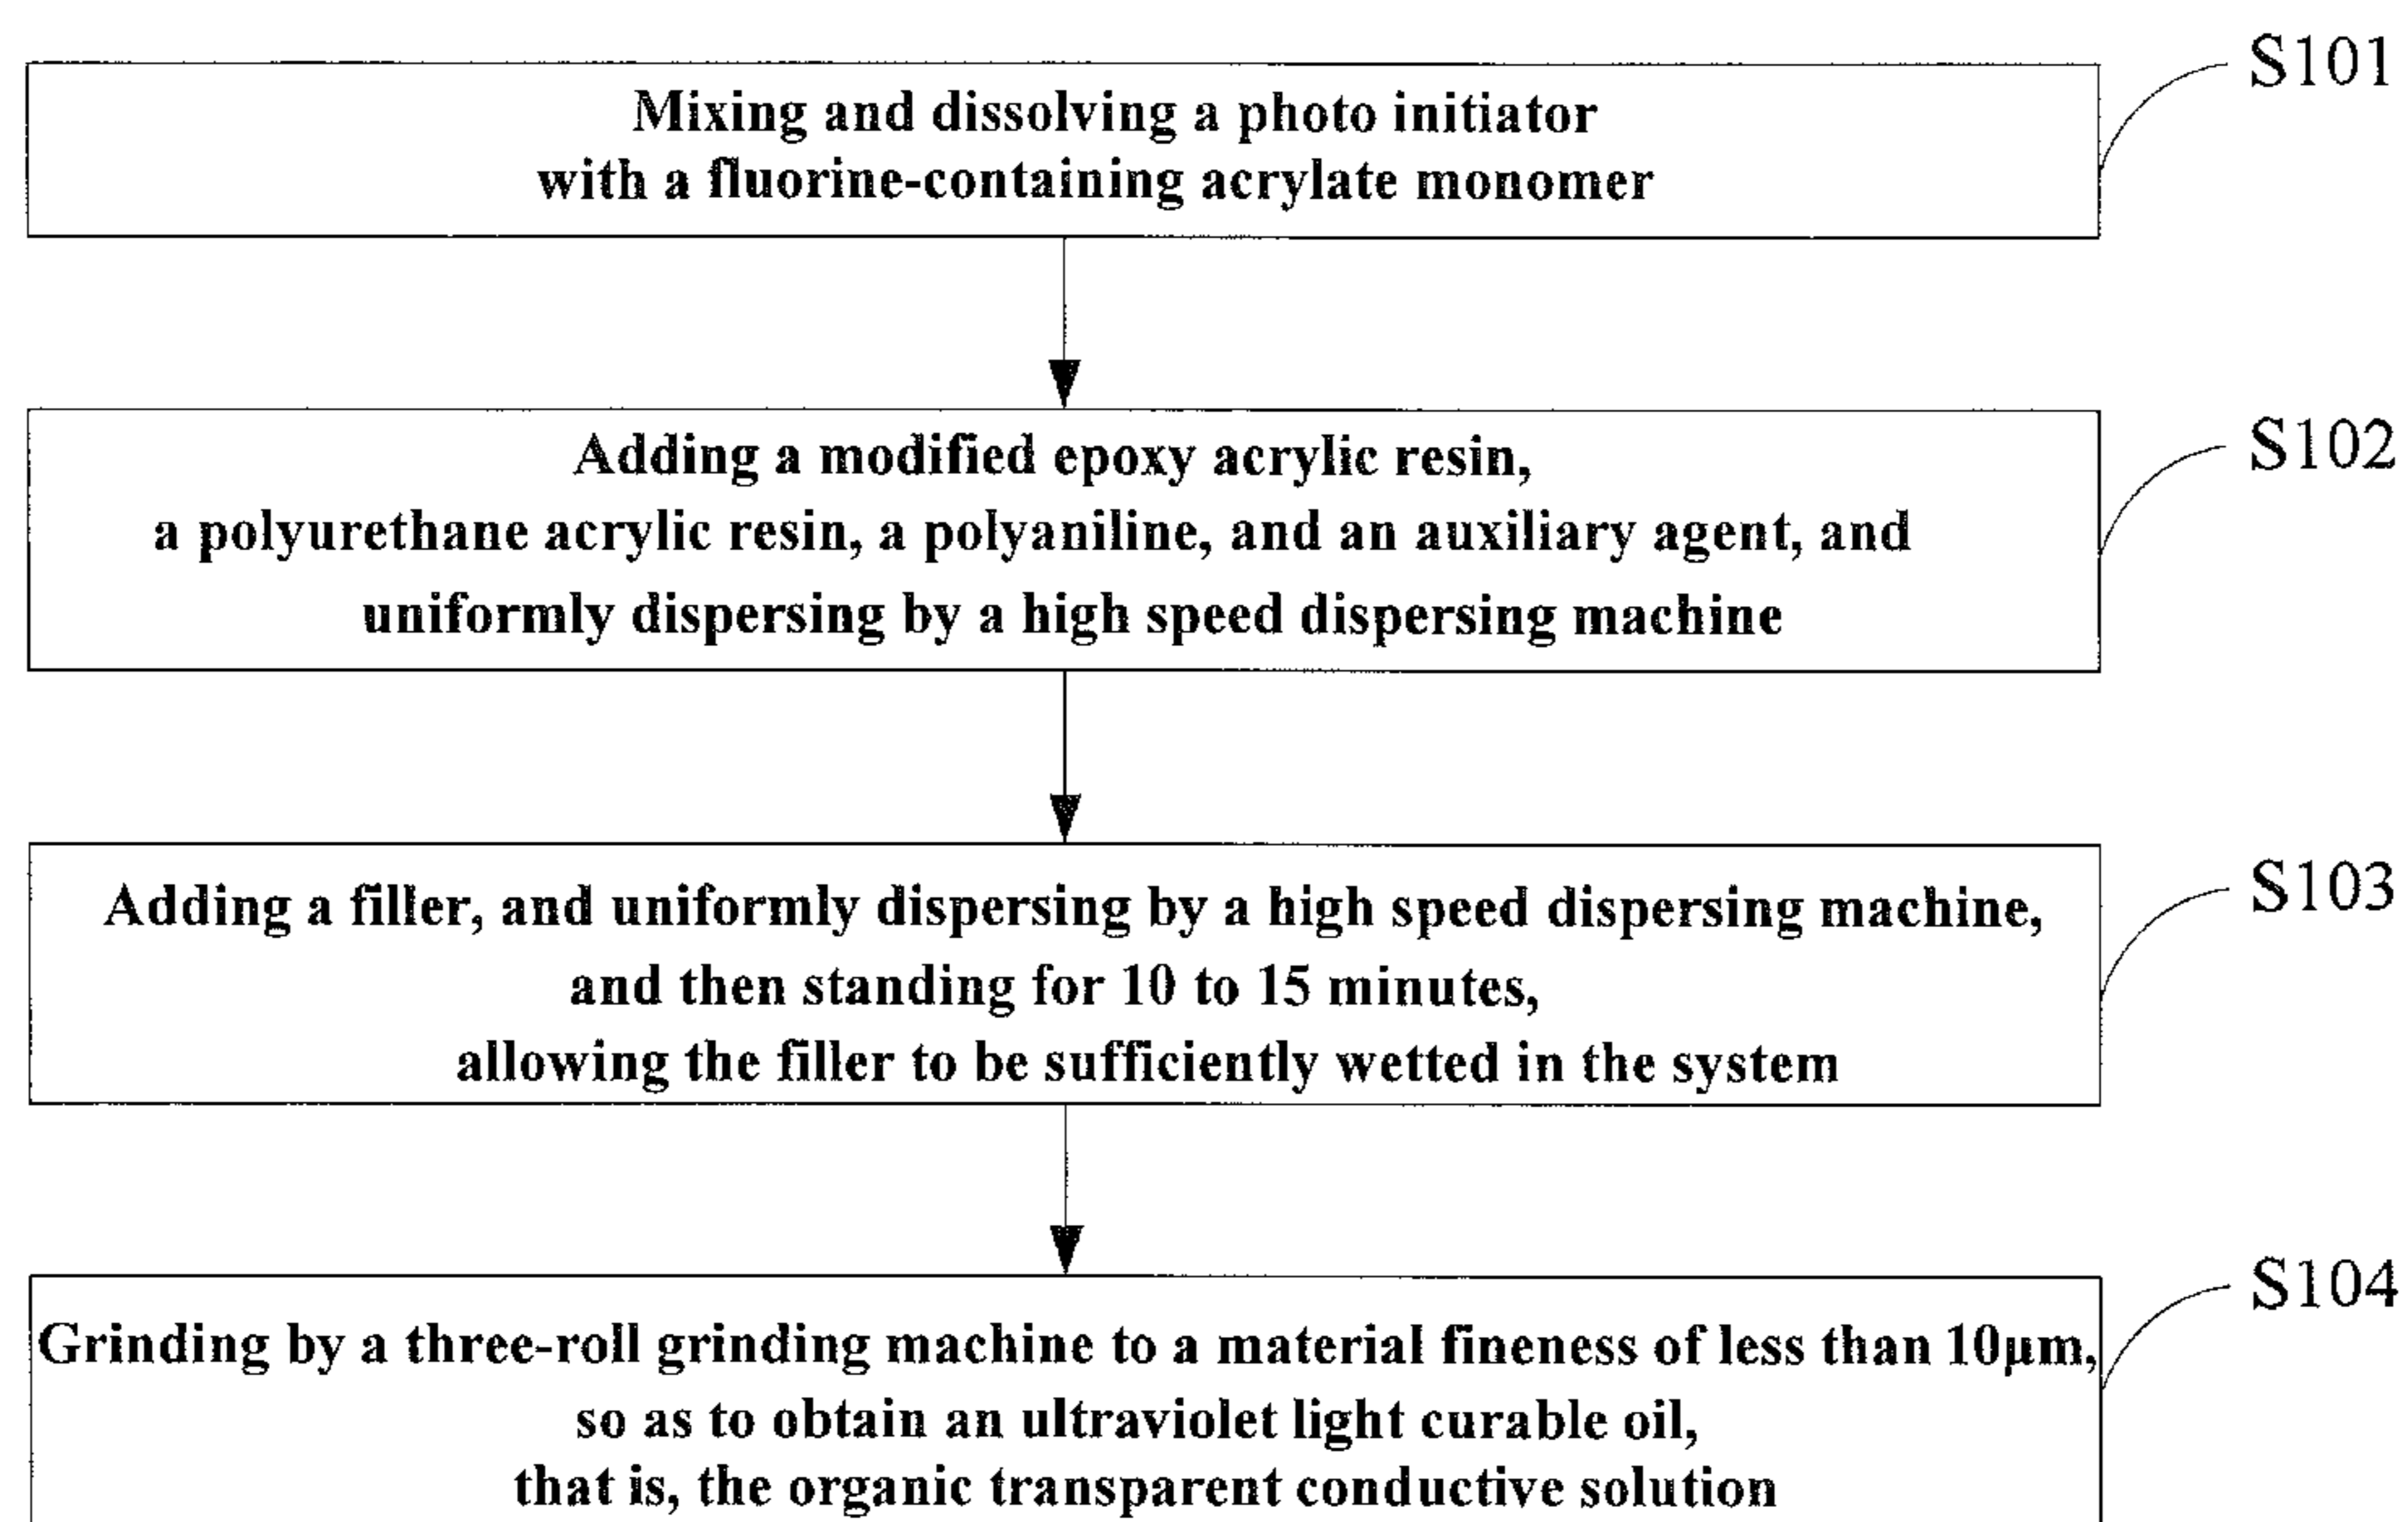 S101
Mixing and dissolving a photo initiator
with a fluorine-containing acrylate monomer
S102
Adding a modified epoxy acrylic resin,
a polyurethane acrylic resin, a polyaniline, and an auxiliary agent, and
uniformly dispersing by a high speed dispersing machine
S103
Adding a filler, and uniformly dispersing by a high speed dispersing machine,
and then standing for 10 to 15 minutes,
allowing the filler to be sufficiently wetted in the system
S104
Grinding by a three-roll grinding machine to a material fineness of less than 10μm,
so as to obtain an ultraviolet light curable oil,
that is, the organic transparent conductive solution